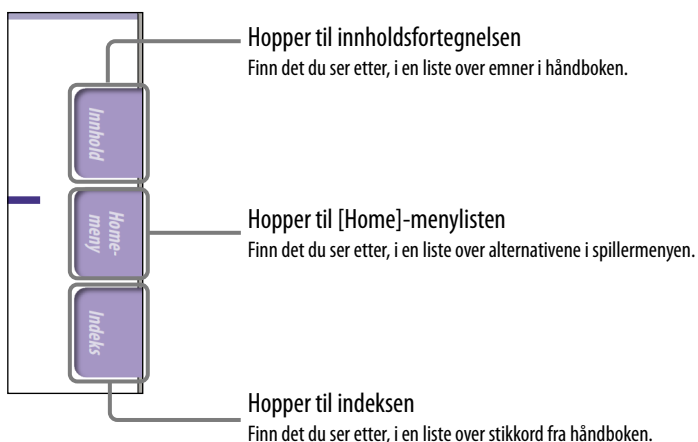 Hopper til innholdsfortegnelsen
Finn det du ser etter, i en liste over emner i håndboken.
Innhold
Hopper til [Home]-menylisten
Finn det du ser etter, i en liste over alternativene i spillermenyen.
Home-
meny
Indeks
Hopper til indeksen
Finn det du ser etter, i en liste over stikkord fra håndboken.